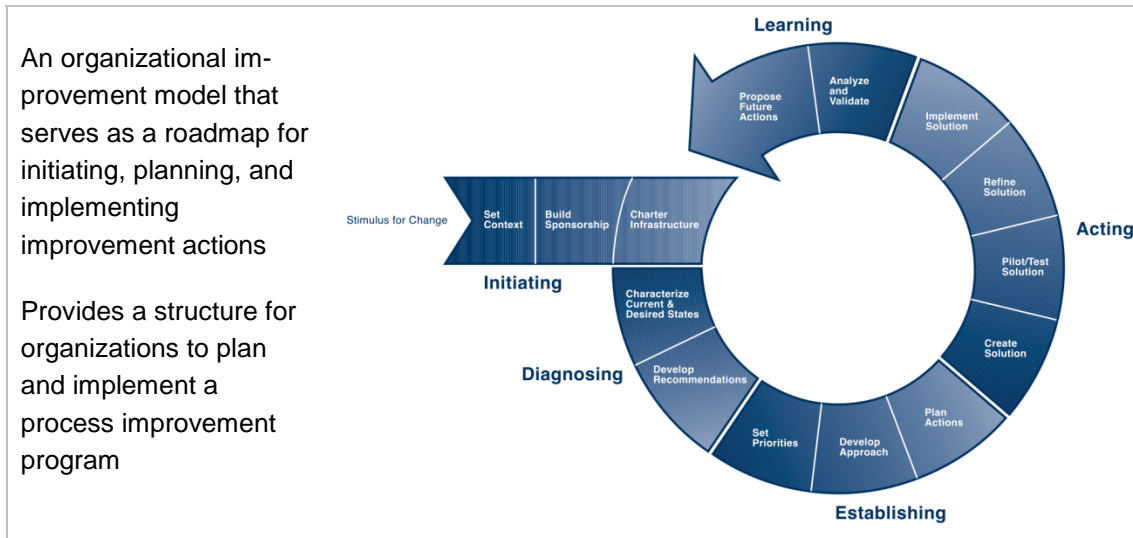 An organizational im-
provement model that
serves as a roadmap for
initiating, planning, and
implementing
improvement actions
Provides a structure for
organizations to plan
and implement a
process improvement
program
Stimulus for Change
Set
Context
Build
Sponsorship
Charter
Infrastructure
Initiating
Characterize
Current &
Desired States
Develop
Recommendations
Diagnosing
Set
Priorities
Develop
Approach
Plan
Actions
Establishing
Create
Solution
Pilot/Test
Solution
Refine
Solution
Implement
Solution
Acting
Analyze
and
Validate
Propose
Future
Actions
Learning